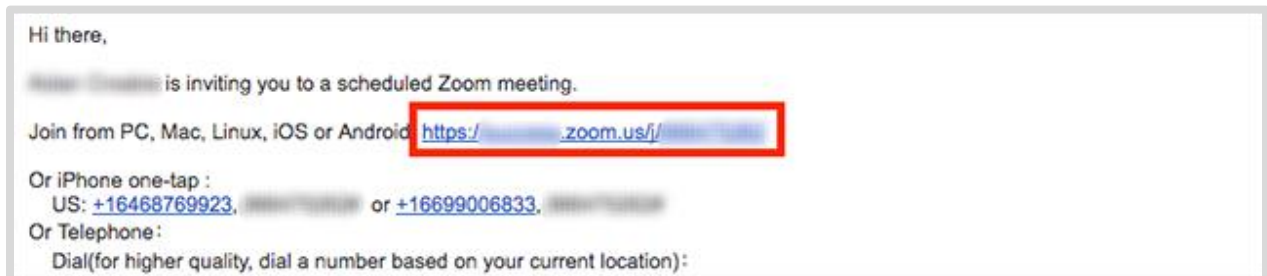 Hi there,
is inviting you to a scheduled Zoom meeting.
Join from PC, Mac, Linux, iOS or Android https:/ .zoom.us/j/
Or iPhone one-tap :
US: +16468769923, or +16699006833,
Or Telephone:
Dial(for higher quality, dial a number based on your current location):